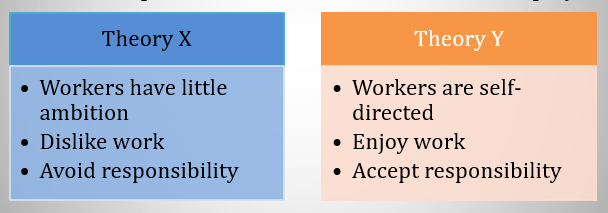 Theory X
• Workers have little
ambition
• Dislike work
• Avoid responsibility
Theory Y
• Workers are self-
directed
• Enjoy work
• Accept responsibility